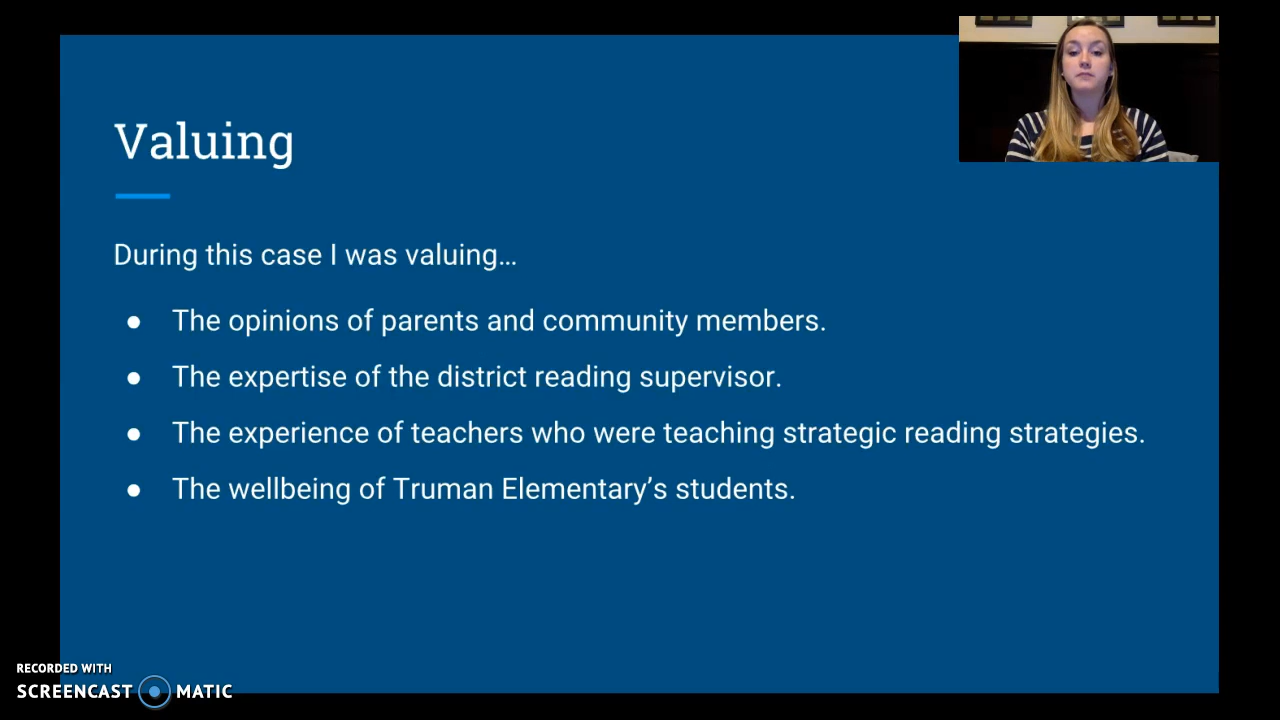 Valuing
During this case I was valuing…
● The opinions of parents and community members.
● The expertise of the district reading supervisor.
● The experience of teachers who were teaching strategic reading strategies.
● The wellbeing of Truman Elementary’s students.
RECORDED WITH
SCREENCAST MATIC